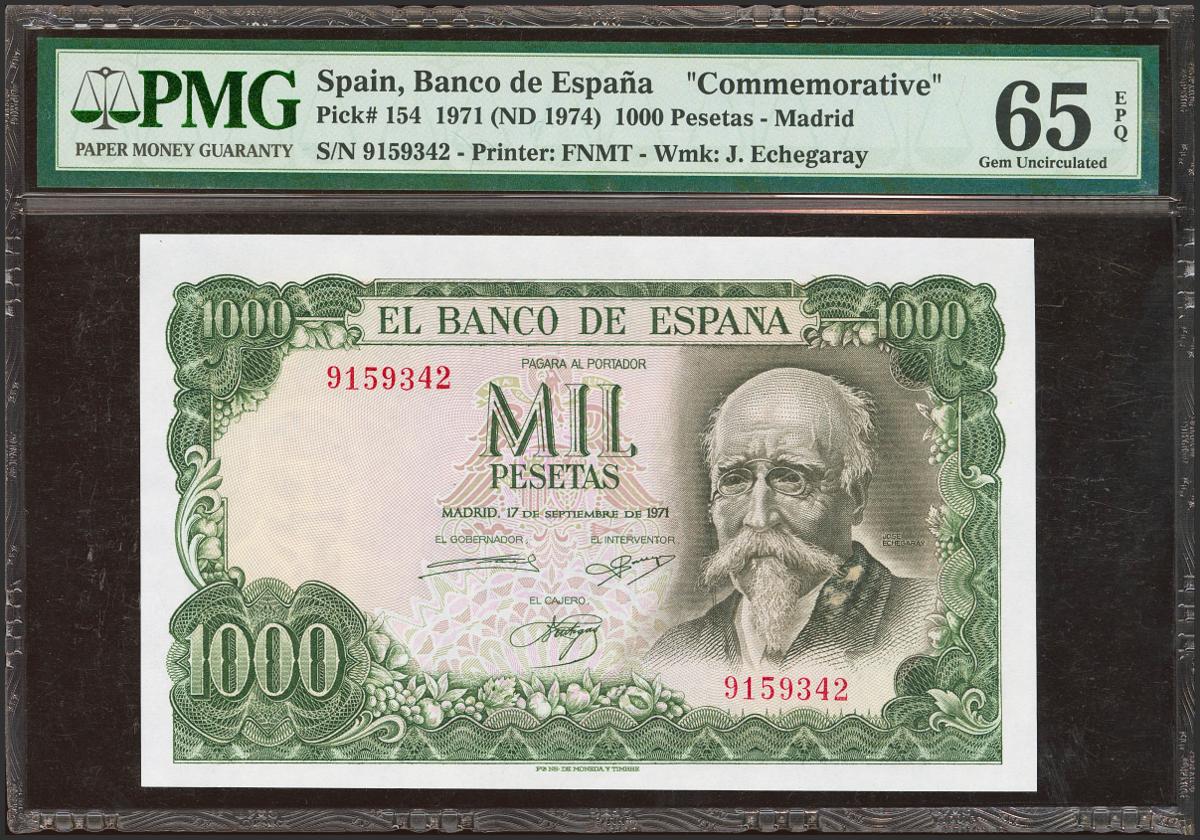 PMG
PAPER MONEY GUARANTY
Spain, Banco de España "Commemorative"
Pick# 154 1971 (ND 1974) 1000 Pesetas - Madrid
S/N 9159342 - Printer: FNMT - Wmk: J. Echegaray
65
EPQ
Gem Uncirculated
1000
EL BANCO DE ESPAÑA
1000
PAGARA AL PORTADOR
9159342
MIL
PESETAS
MADRID, 17 DE SEPTIEMBRE DE 1971
EL GOBERNADOR,
EL INTERVENTOR
JOSE
ECHEGARAY
EL CAJERO,
1000
9159342